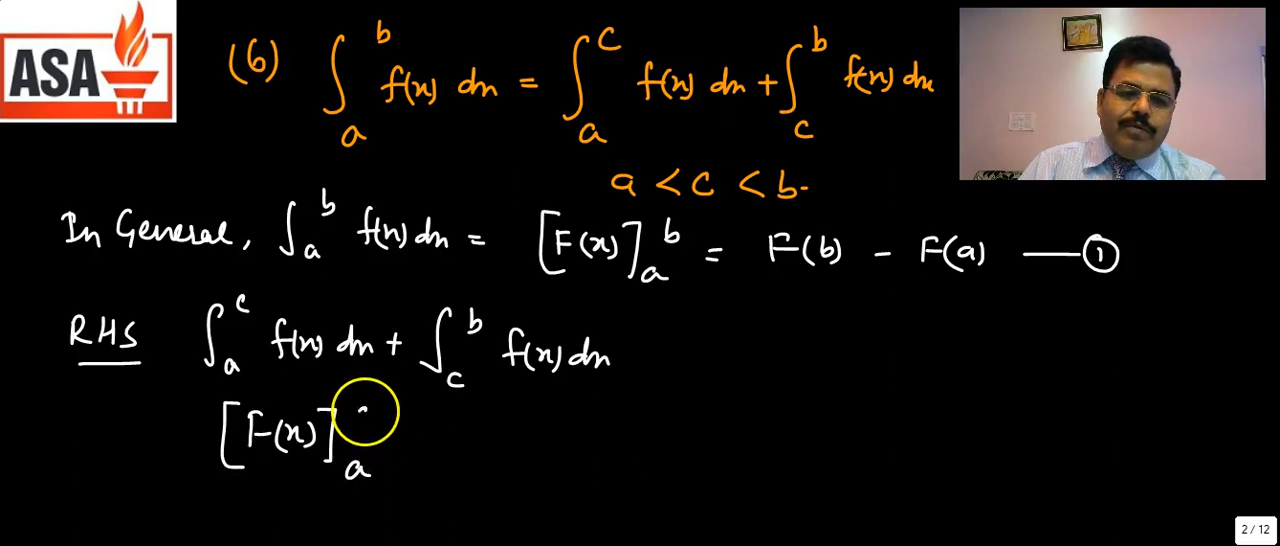 ASA
(6) ∫_a^b f(x) dx = ∫_a^c f(x) dx + ∫_c^b f(x) dx
a < c < b.
In General, ∫_a^b f(x) dx = [F(x)]_a^b = F(b) - F(a) —①
RHS ∫_a^c f(x) dx + ∫_c^b f(x) dx
[F(x)]_a
2 / 12